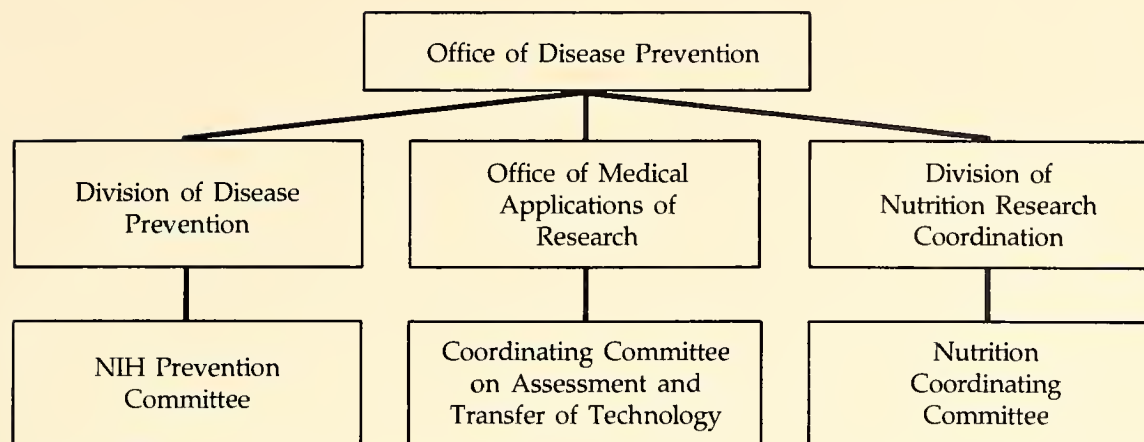 Office of Disease Prevention
Division of Disease
Prevention
Office of Medical
Applications of
Research
Division of
Nutrition Research
Coordination
NIH Prevention
Committee
Coordinating Committee
on Assessment and
Transfer of Technology
Nutrition
Coordinating
Committee